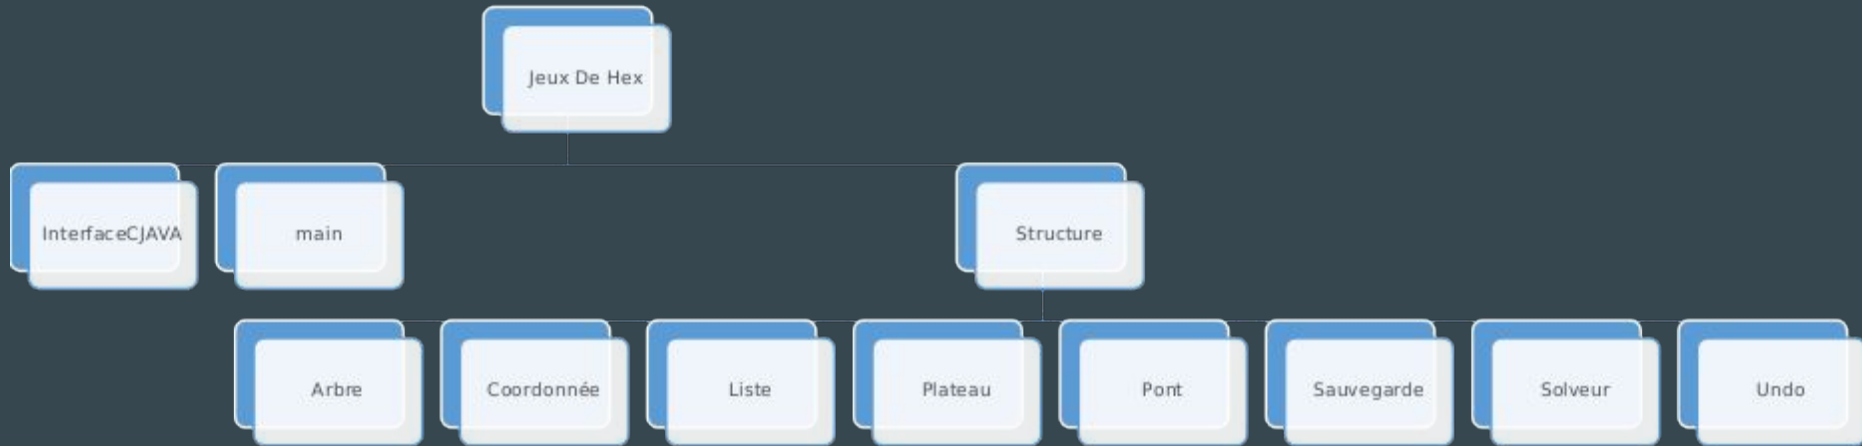 Jeux De Hex
InterfaceCJAVA
main
Structure
Arbre
Coordonnée
Liste
Plateau
Pont
Sauvegarde
Solveur
Undo